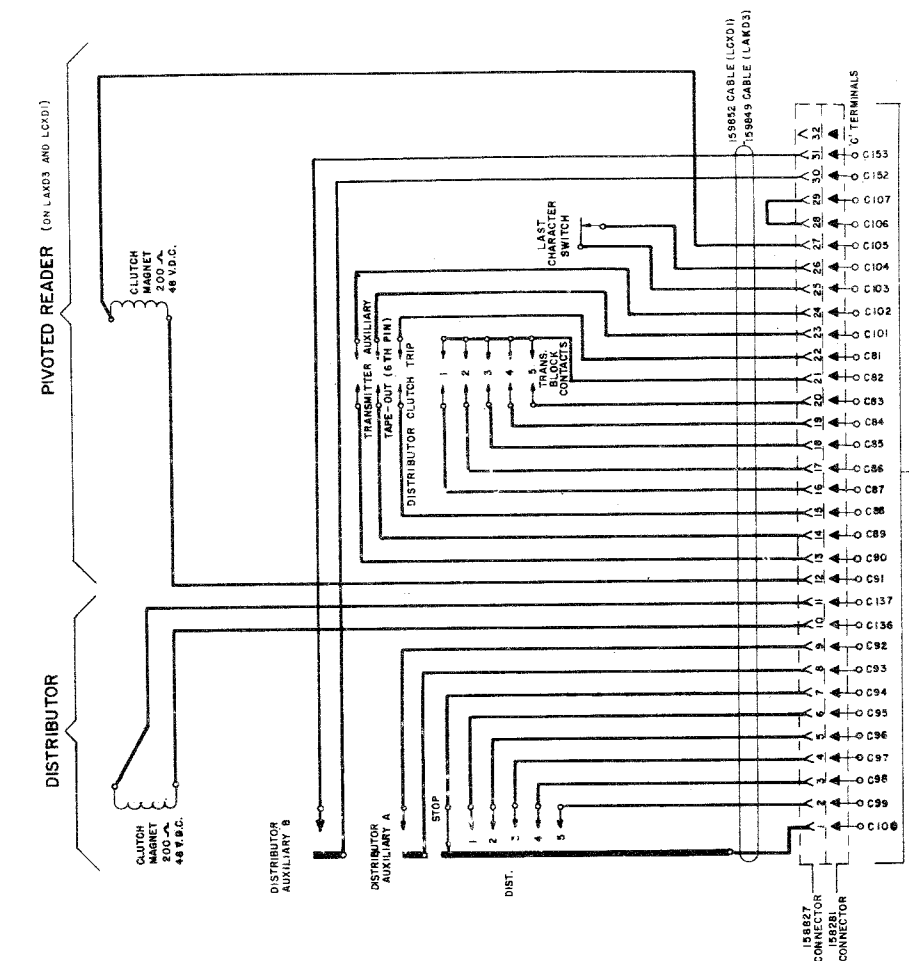 PIVOTED READER (ON LAXD3 AND LCXD1)
CLUTCH
MAGNET
200
48 V.D.C.
DISTRIBUTOR
CLUTCH
MAGNET
200
48 V.D.C.
DISTRIBUTOR
AUXILIARY B
DISTRIBUTOR
AUXILIARY A
STOP
1
2
3
4
5
DIST.
TRANSMITTER AUXILIARY
TAPE-OUT (6TH PIN)
DISTRIBUTOR CLUTCH TRIP
1
2
3
4
5
TRANS.
BLOCK
CONTACTS
LAST
CHARACTER
SWITCH
159852 CABLE (LCXD1)
159849 CABLE (LAKD3)
"C" TERMINALS
32
31 C153
30 C152
29 C107
28 C106
27 C105
26 C104
25 C103
24 C102
23 C101
22 C81
21 C82
20 C83
19 C84
18 C85
17 C86
16 C87
15 C88
14 C89
13 C90
12 C91
11 C137
10 C136
9 C92
8 C93
7 C94
6 C95
5 C96
4 C97
3 C98
2 C99
1 C100
158827
CONNECTOR
158281
CONNECTOR